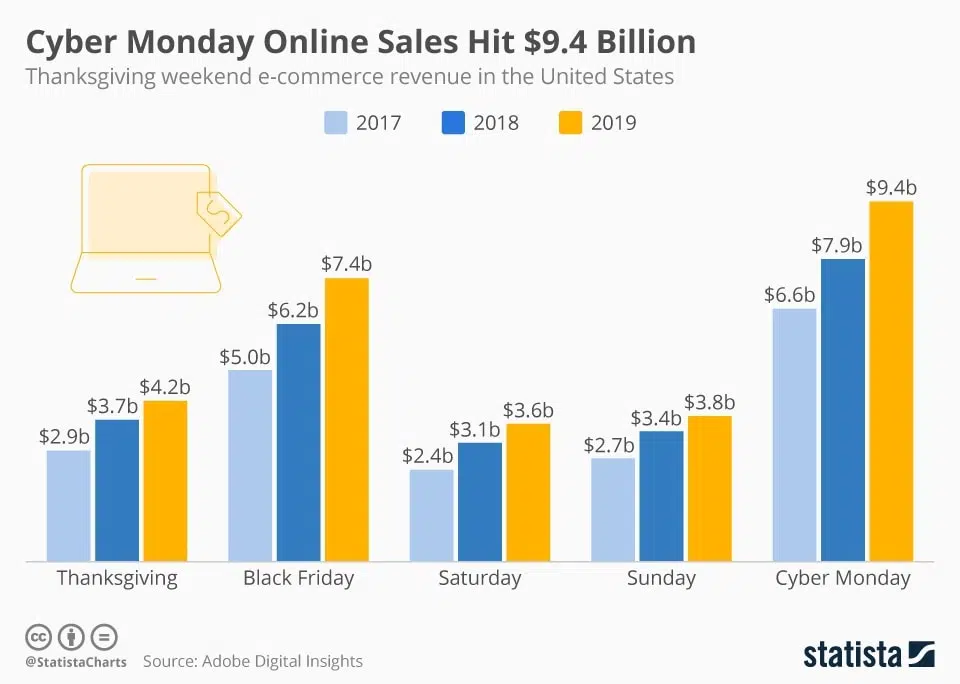 Cyber Monday Online Sales Hit $9.4 Billion
Thanksgiving weekend e-commerce revenue in the United States
2017 2018 2019
$2.9b $3.7b $4.2b
$5.0b $6.2b $7.4b
$2.4b $3.1b $3.6b
$2.7b $3.4b $3.8b
$6.6b $7.9b $9.4b
Thanksgiving Black Friday Saturday Sunday Cyber Monday
cc
@StatistaCharts Source: Adobe Digital Insights
statista